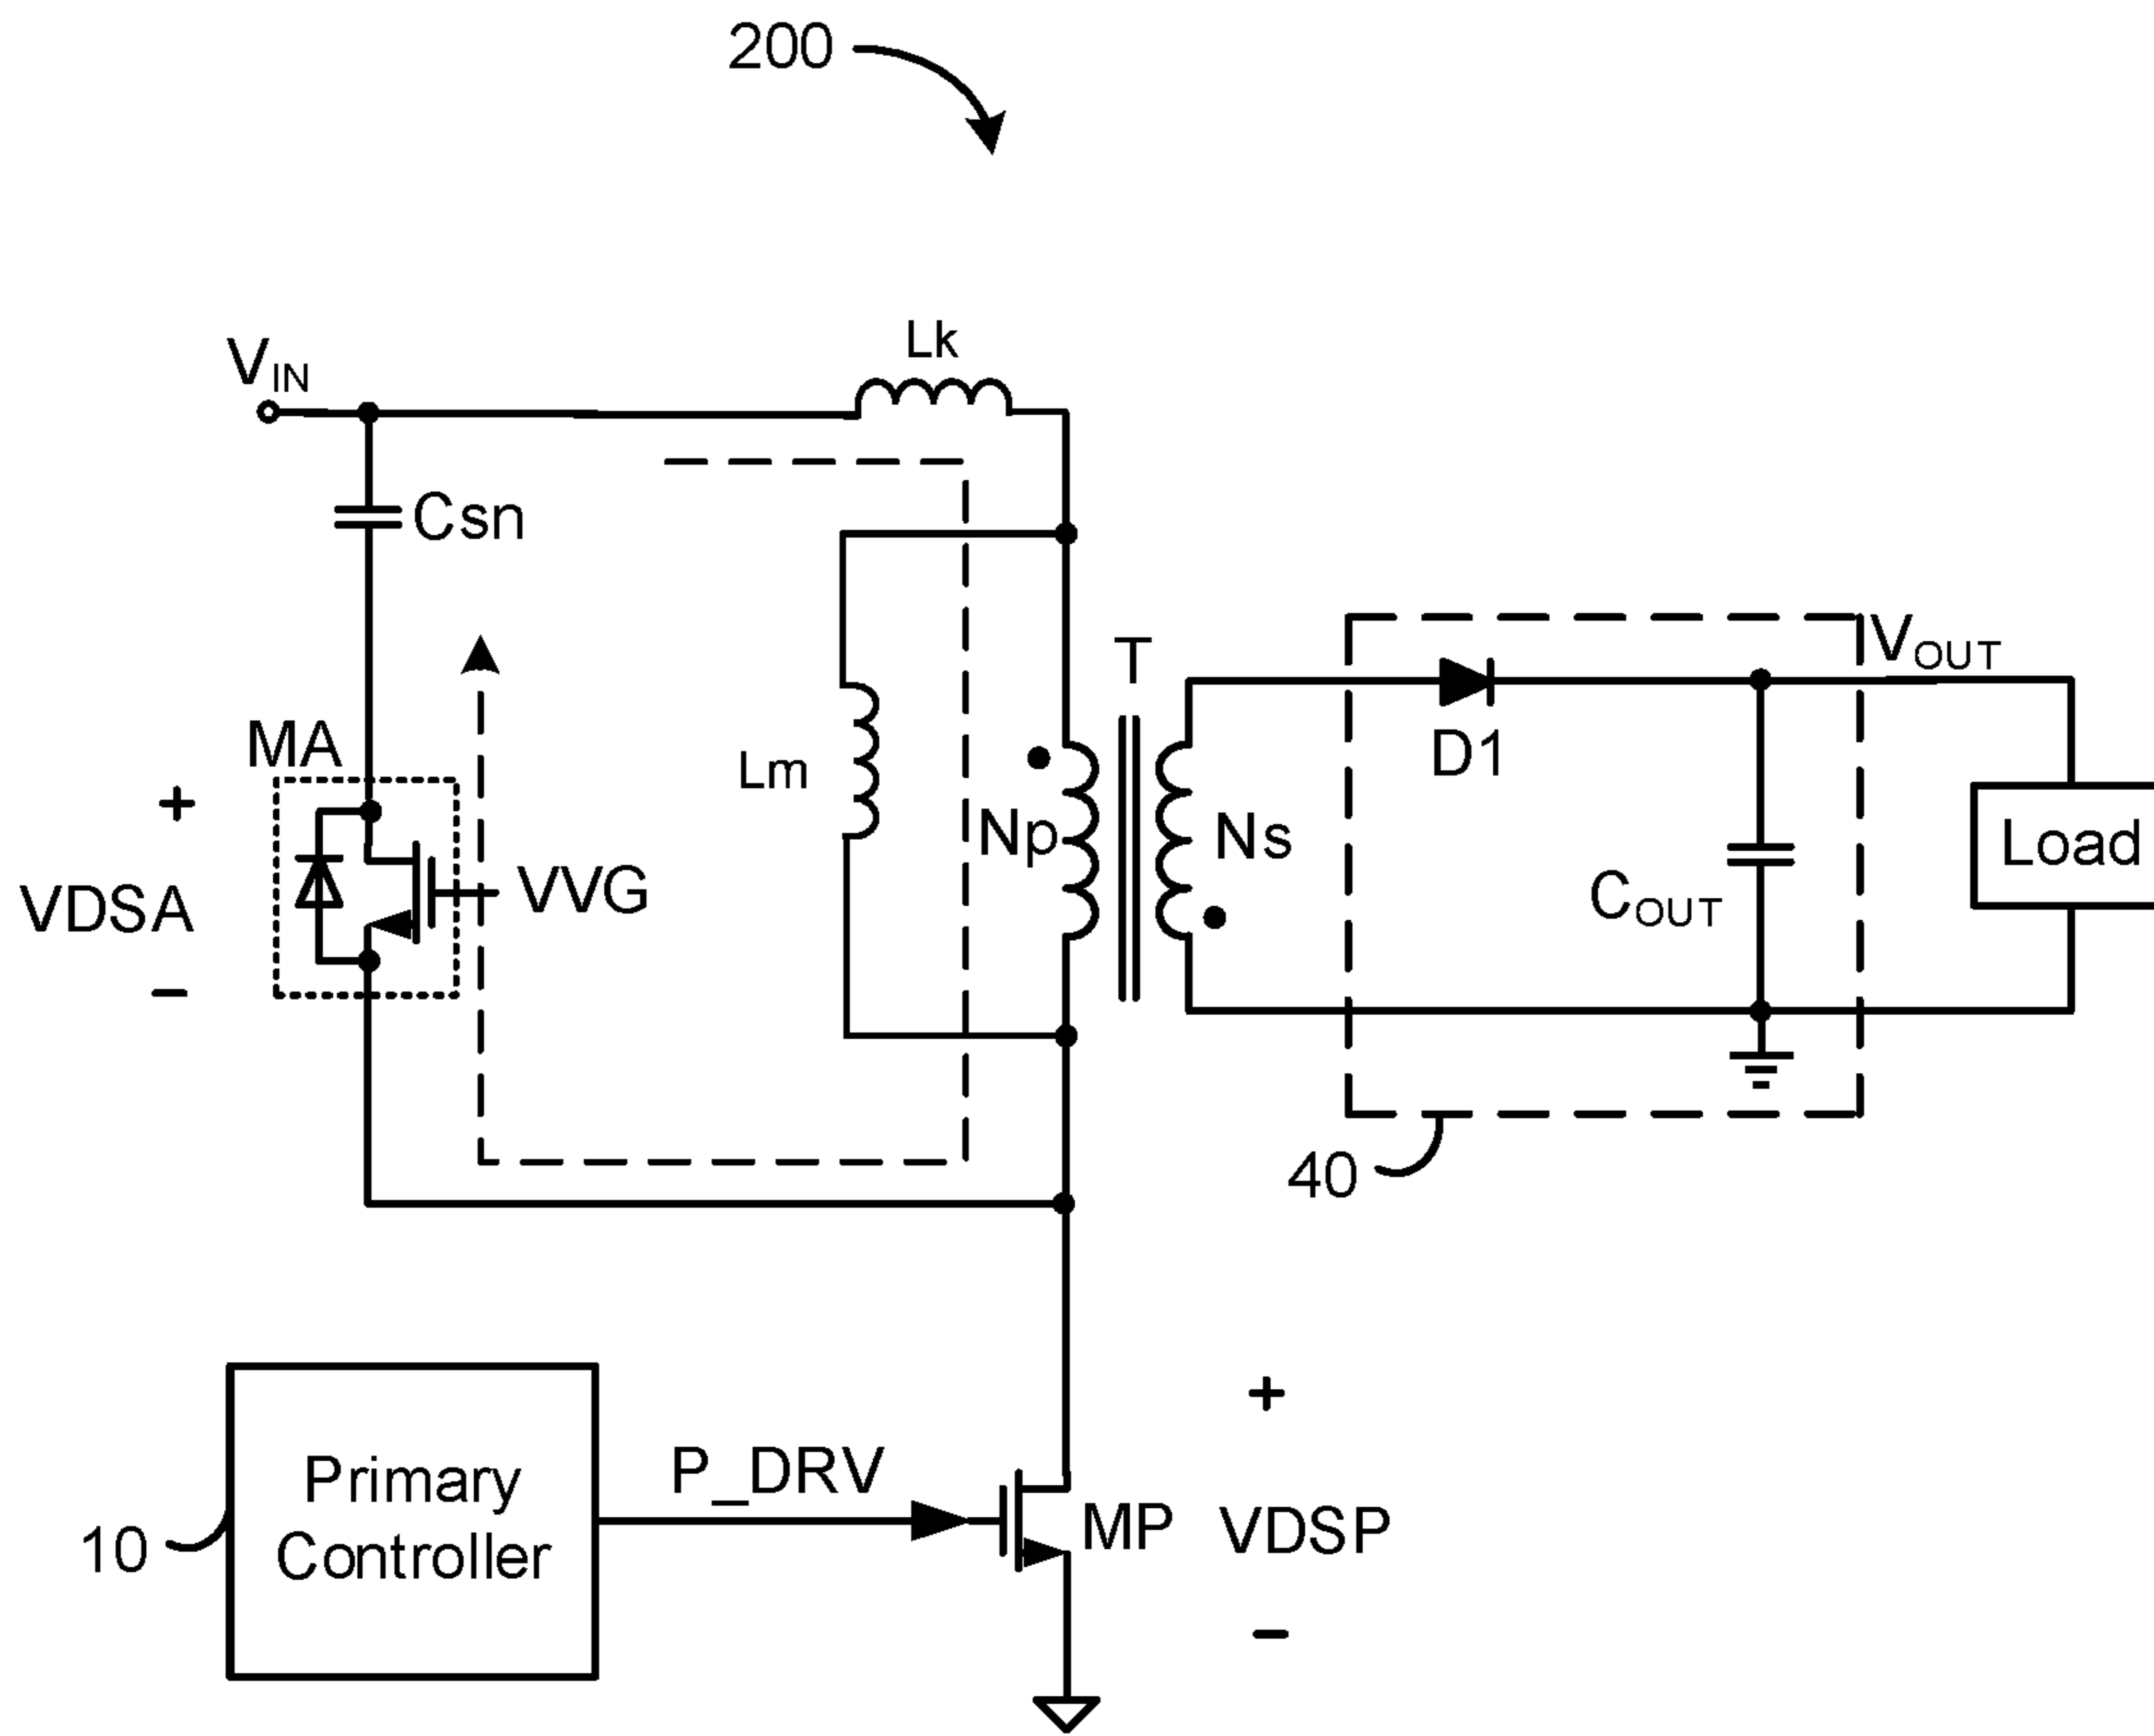 200
Lk
VIN
Csn
T
VOUT
MA
D1
Lm
+
Np
Ns
Load
VDSA
VVG
COUT
−
40
+
P_DRV
Primary
Controller
MP
VDSP
10
−